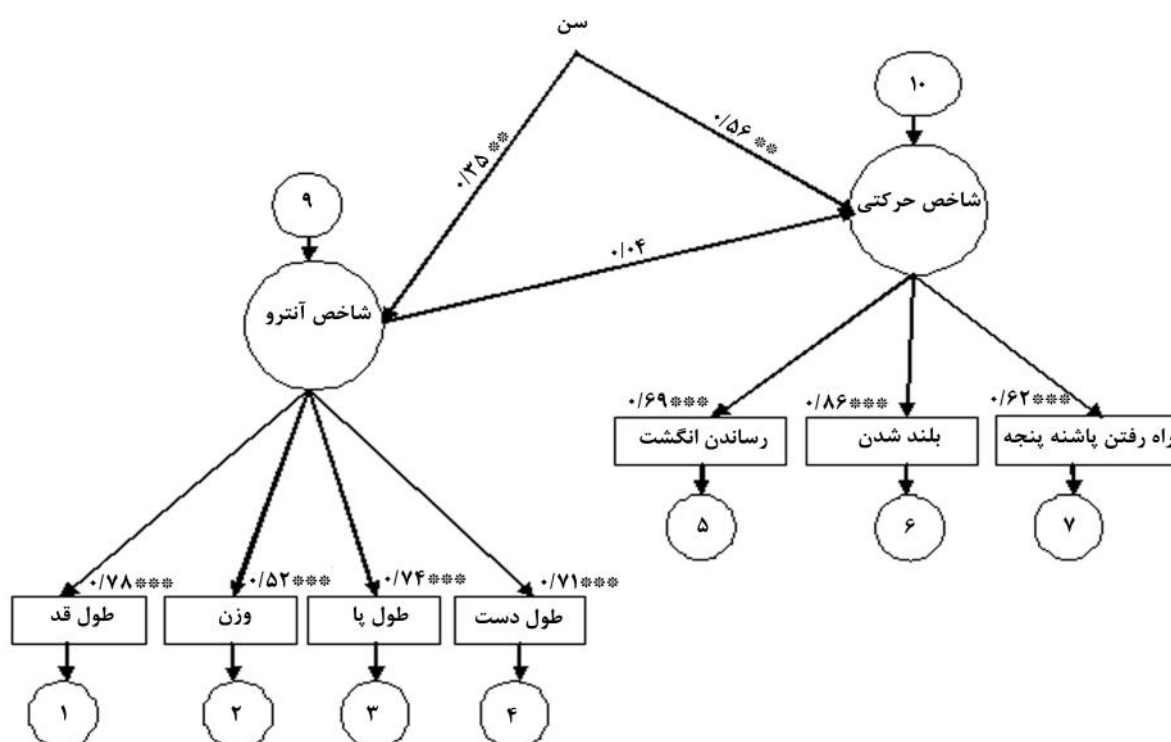 سن
۱۰
۰/۵۶ **
۰/۳۵ **
شاخص حرکتی
۹
۰/۰۴
شاخص آنترو
۰/۶۲***
۰/۸۶***
۰/۶۹***
راه رفتن پاشنه پنجه
بلند شدن
رساندن انگشت
۷
۶
۵
۰/۷۱***
۰/۷۴***
۰/۵۲***
۰/۷۸***
طول دست
طول پا
وزن
طول قد
۴
۳
۲
۱